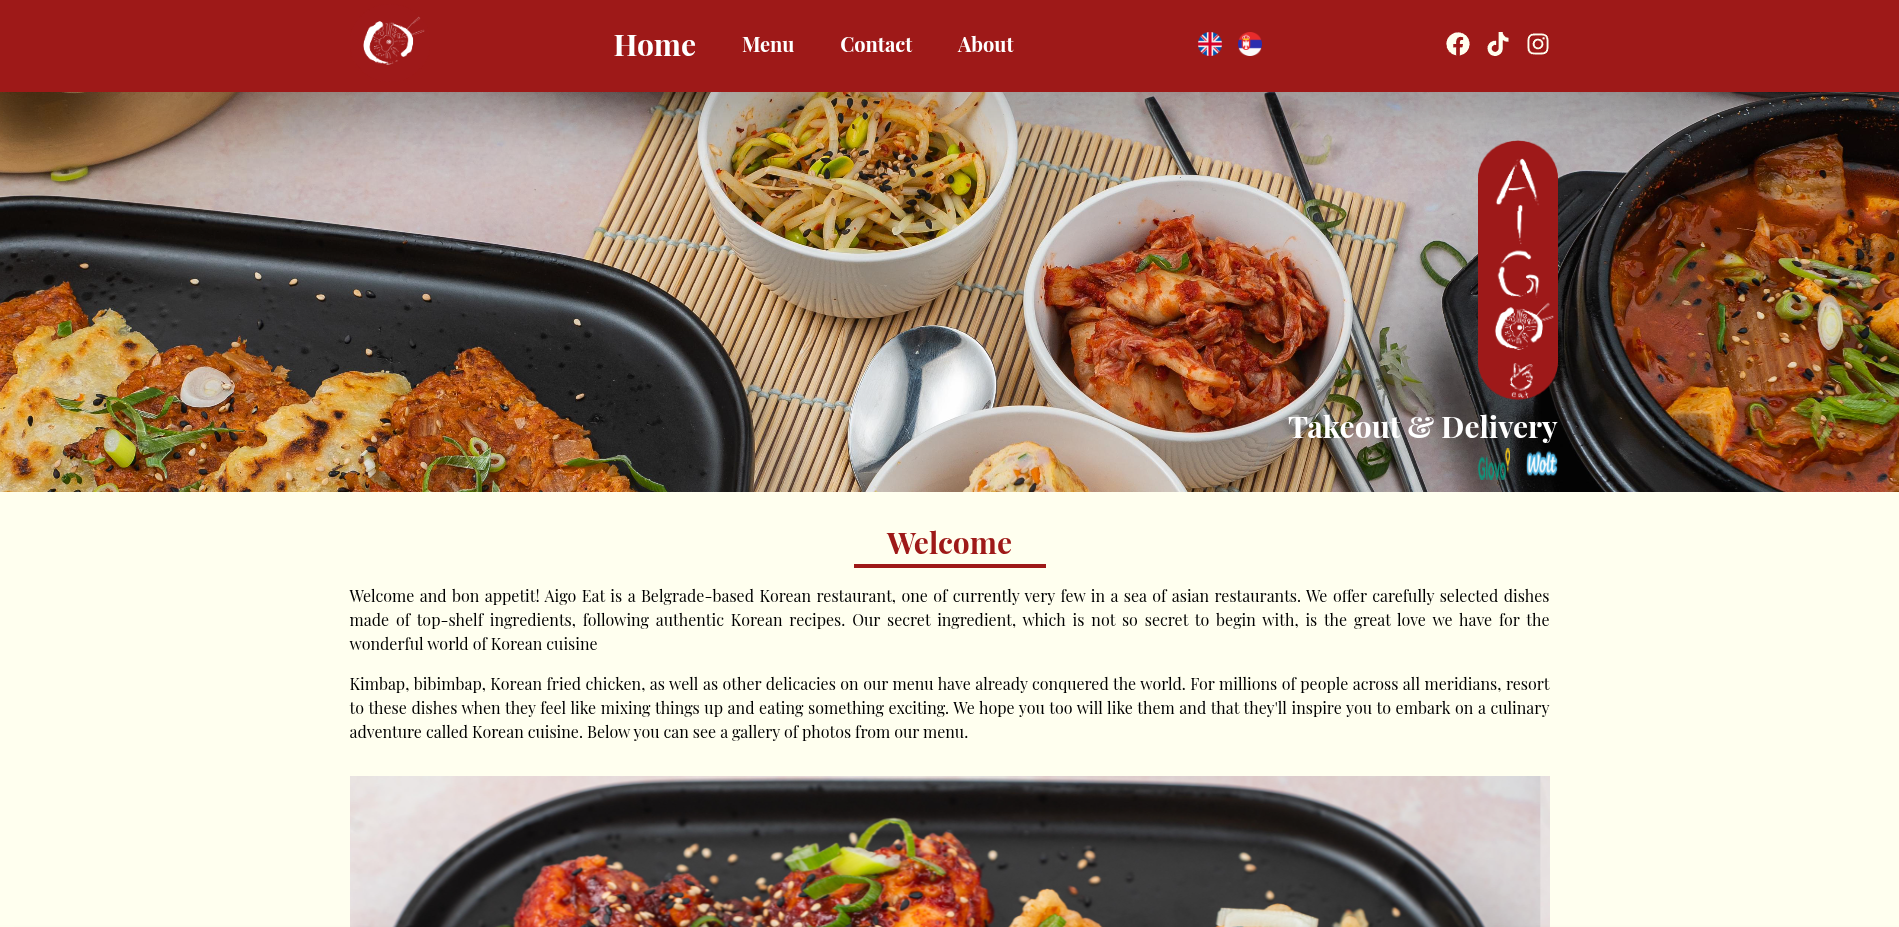 Home
Menu
Contact
About
A
I
G
eat
Takeout & Delivery
Glovo
Wolt
Welcome
Welcome and bon appetit! Aigo Eat is a Belgrade-based Korean restaurant, one of currently very few in a sea of asian restaurants. We offer carefully selected dishes
made of top-shelf ingredients, following authentic Korean recipes. Our secret ingredient, which is not so secret to begin with, is the great love we have for the
wonderful world of Korean cuisine
Kimbap, bibimbap, Korean fried chicken, as well as other delicacies on our menu have already conquered the world. For millions of people across all meridians, resort
to these dishes when they feel like mixing things up and eating something exciting. We hope you too will like them and that they'll inspire you to embark on a culinary
adventure called Korean cuisine. Below you can see a gallery of photos from our menu.